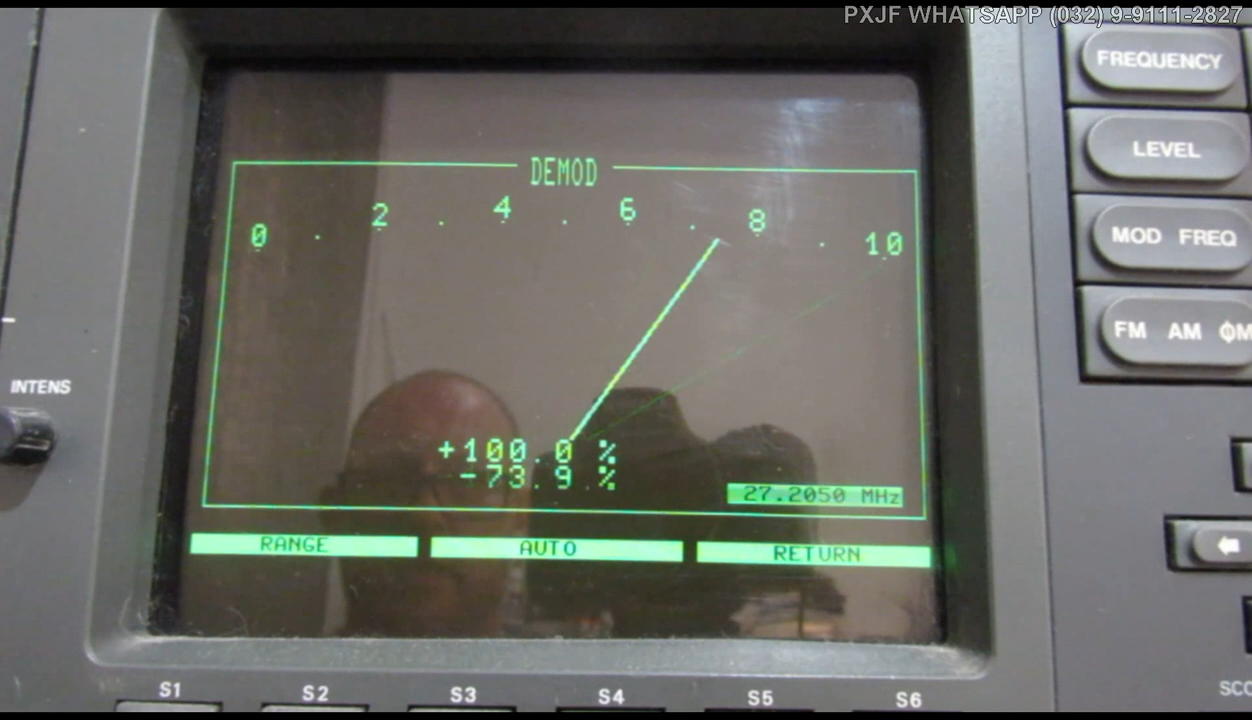 PXJF WHATSAPP (032) 9-9111-2827
FREQUENCY
LEVEL
MOD FREQ
FM AM ΦM
INTENS
DEMOD
0 . 2 . 4 . 6 . 8 . 10
+100.0 %
-73.9 %
27.2050 MHz
RANGE AUTO RETURN
S1 S2 S3 S4 S5 S6